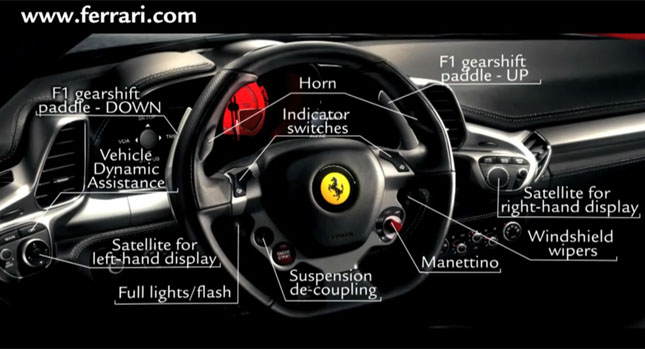 www.ferrari.com
F1 gearshift
paddle - UP
Horn
F1 gearshift
paddle - DOWN
Indicator
switches
Vehicle
Dynamic
Assistance
Satellite for
right-hand display
Satellite for
left-hand display
Windshield
wipers
Manettino
Suspension
de-coupling
Full lights/flash